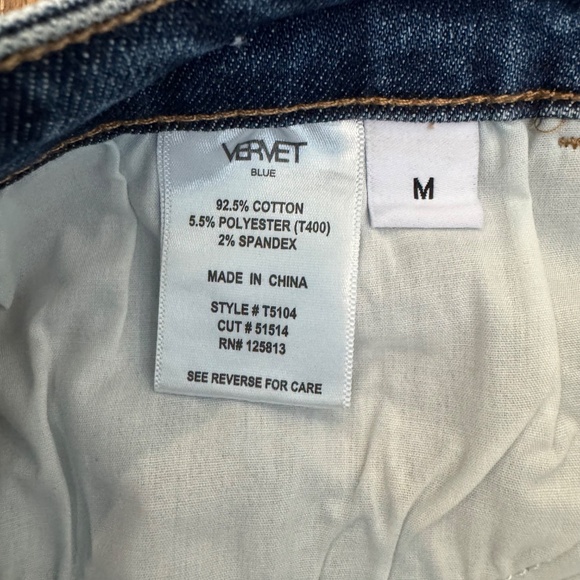 VERVET
BLUE
92.5% COTTON
5.5% POLYESTER (T400)
2% SPANDEX
MADE IN CHINA
STYLE # T5104
CUT # 51514
RN# 125813
SEE REVERSE FOR CARE
M